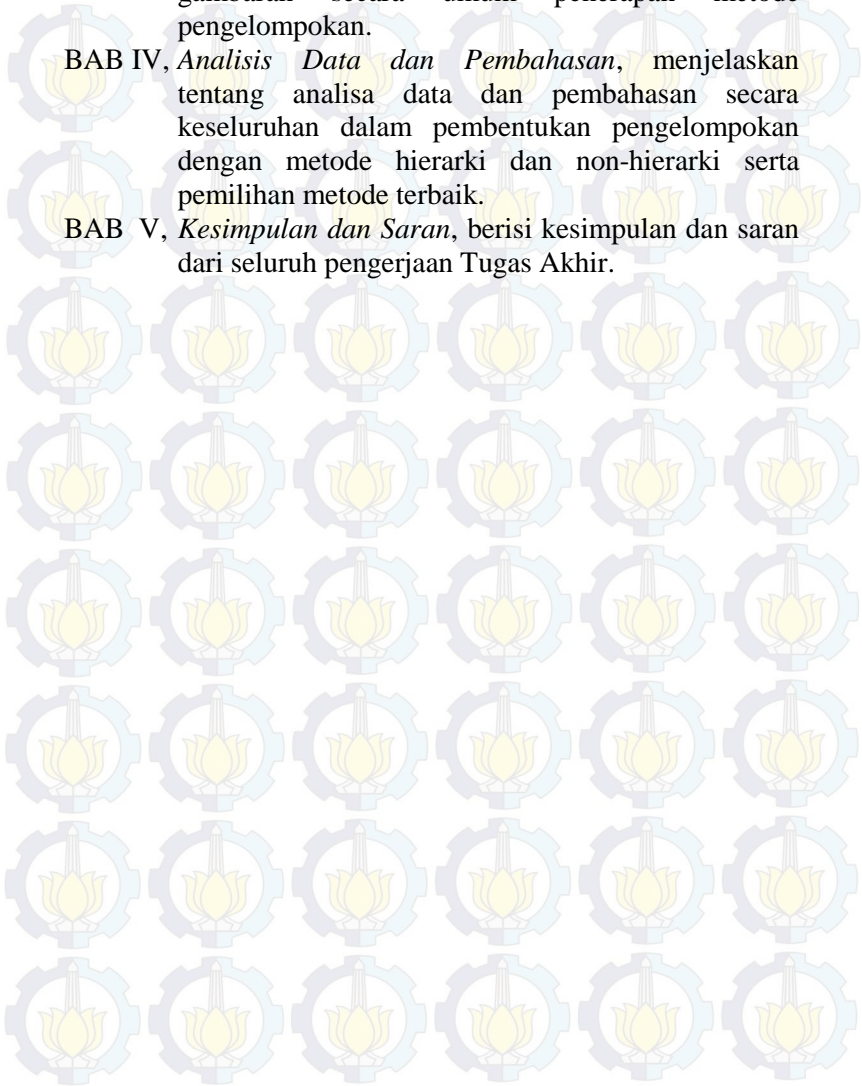 gambaran secara umum penerapan metode
pengelompokan.
BAB IV, Analisis Data dan Pembahasan, menjelaskan
tentang analisa data dan pembahasan secara
keseluruhan dalam pembentukan pengelompokan
dengan metode hierarki dan non-hierarki serta
pemilihan metode terbaik.
BAB V, Kesimpulan dan Saran, berisi kesimpulan dan saran
dari seluruh pengerjaan Tugas Akhir.